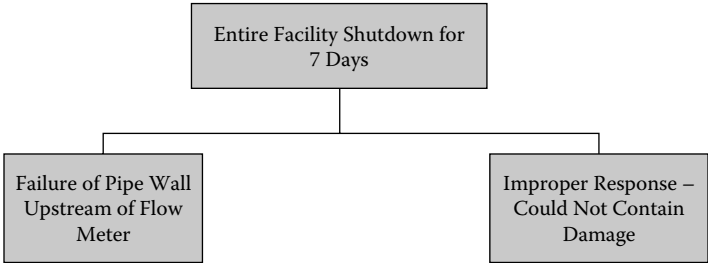 Entire Facility Shutdown for
7 Days
Failure of Pipe Wall
Upstream of Flow
Meter
Improper Response –
Could Not Contain
Damage